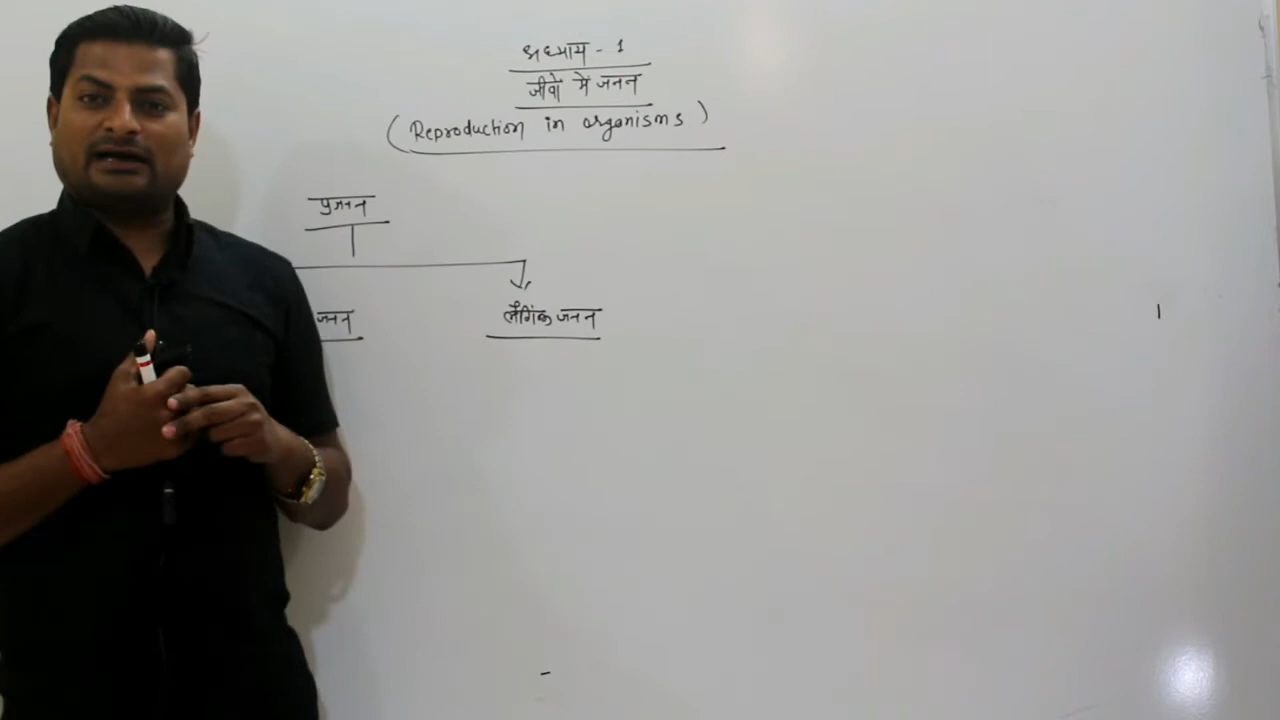 अध्याय - 1
जीवों में जनन
(Reproduction in organisms)
प्रजनन
जनन
लैंगिक जनन